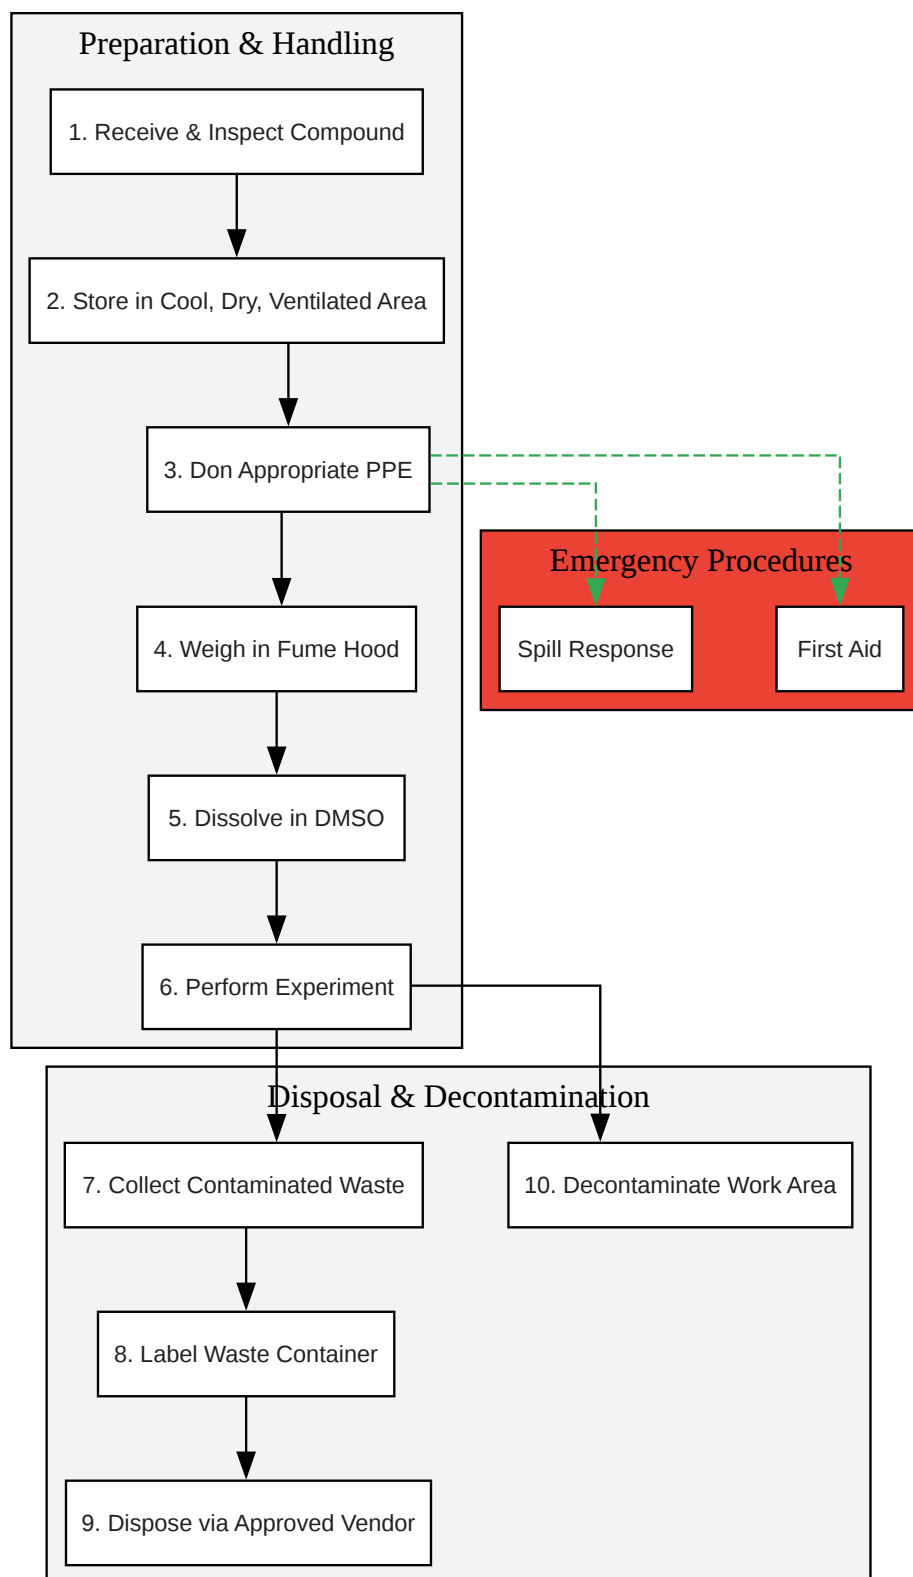 Preparation & Handling
1. Receive & Inspect Compound
2. Store in Cool, Dry, Ventilated Area
3. Don Appropriate PPE
Emergency Procedures
4. Weigh in Fume Hood
Spill Response
First Aid
5. Dissolve in DMSO
6. Perform Experiment
Disposal & Decontamination
7. Collect Contaminated Waste
10. Decontaminate Work Area
8. Label Waste Container
9. Dispose via Approved Vendor